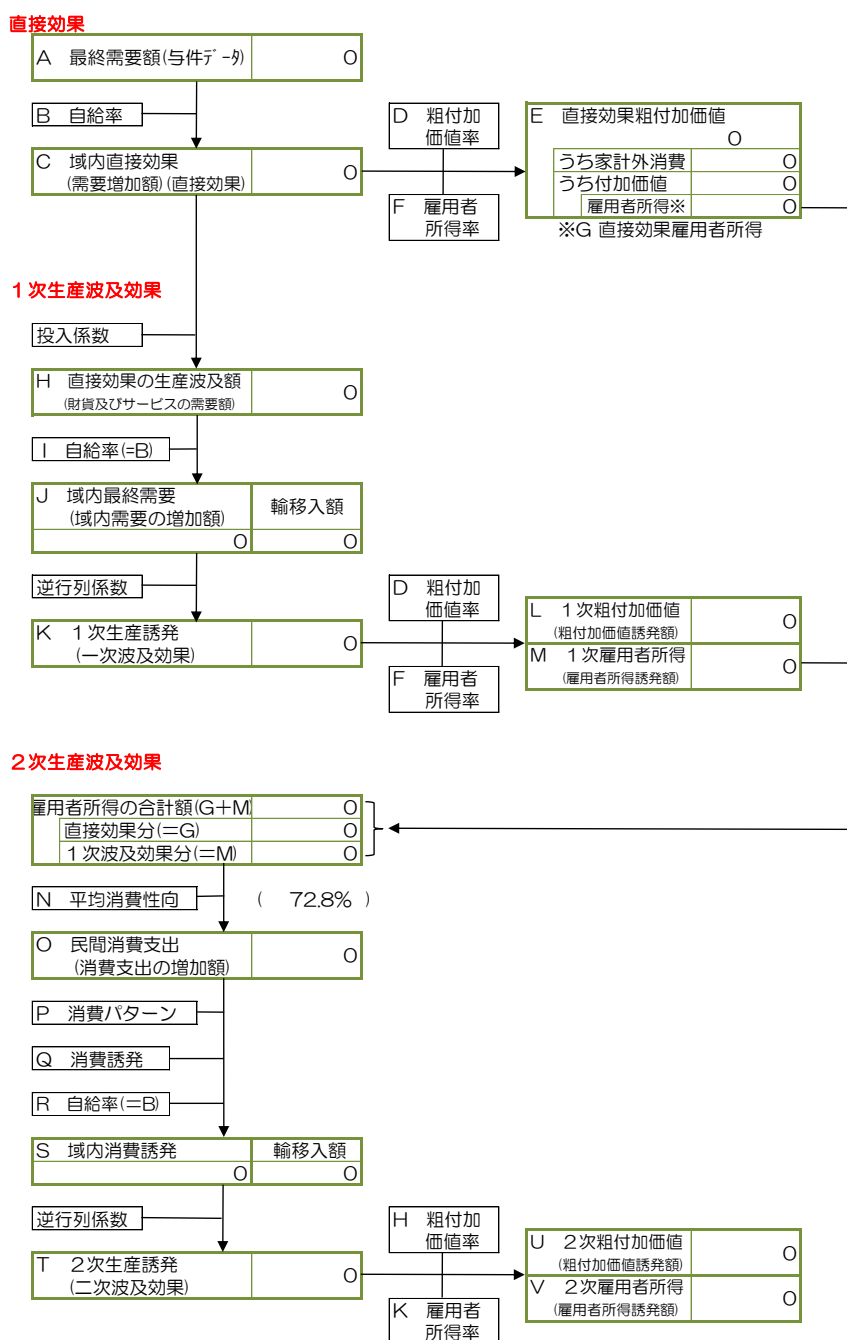 直接効果
A 最終需要額(与件データ) 0
B 自給率
C 域内直接効果
(需要増加額)(直接効果) 0
D 粗付加
価値率
F 雇用者
所得率
E 直接効果粗付加価値
0
うち家計外消費 0
うち付加価値 0
雇用者所得※ 0
※G 直接効果雇用者所得
1次生産波及効果
投入係数
H 直接効果の生産波及額
(財貨及びサービスの需要額) 0
I 自給率(=B)
J 域内最終需要
(域内需要の増加額)
輸移入額
0 0
逆行列係数
K 1次生産誘発
(一次波及効果) 0
D 粗付加
価値率
F 雇用者
所得率
L 1次粗付加価値
(粗付加価値誘発額) 0
M 1次雇用者所得
(雇用者所得誘発額) 0
2次生産波及効果
雇用者所得の合計額(G+M) 0
直接効果分(=G) 0
1次波及効果分(=M) 0
N 平均消費性向 ( 72.8% )
O 民間消費支出
(消費支出の増加額) 0
P 消費パターン
Q 消費誘発
R 自給率(=B)
S 域内消費誘発 輸移入額
0 0
逆行列係数
T 2次生産誘発
(二次波及効果) 0
H 粗付加
価値率
K 雇用者
所得率
U 2次粗付加価値
(粗付加価値誘発額) 0
V 2次雇用者所得
(雇用者所得誘発額) 0